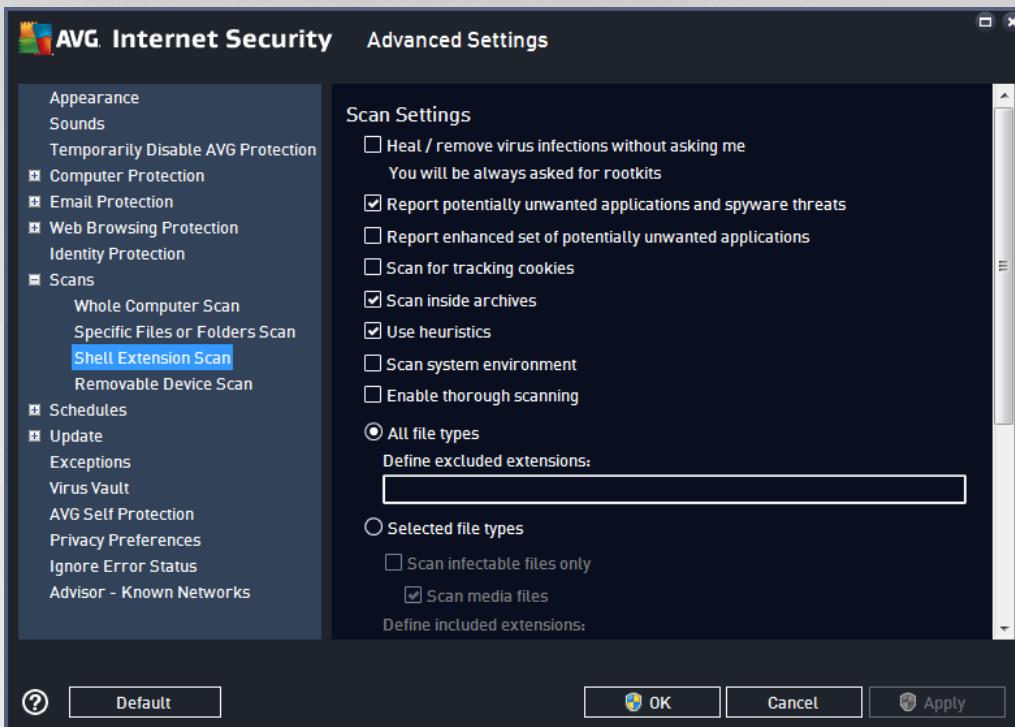 AVG. Internet Security Advanced Settings
Appearance
Sounds
Temporarily Disable AVG Protection
Computer Protection
Email Protection
Web Browsing Protection
Identity Protection
Scans
Whole Computer Scan
Specific Files or Folders Scan
Shell Extension Scan
Removable Device Scan
Schedules
Update
Exceptions
Virus Vault
AVG Self Protection
Privacy Preferences
Ignore Error Status
Advisor - Known Networks
Scan Settings
Heal / remove virus infections without asking me
You will be always asked for rootkits
Report potentially unwanted applications and spyware threats
Report enhanced set of potentially unwanted applications
Scan for tracking cookies
Scan inside archives
Use heuristics
Scan system environment
Enable thorough scanning
All file types
Define excluded extensions:
Selected file types
Scan infectable files only
Scan media files
Define included extensions:
Default
OK
Cancel
Apply